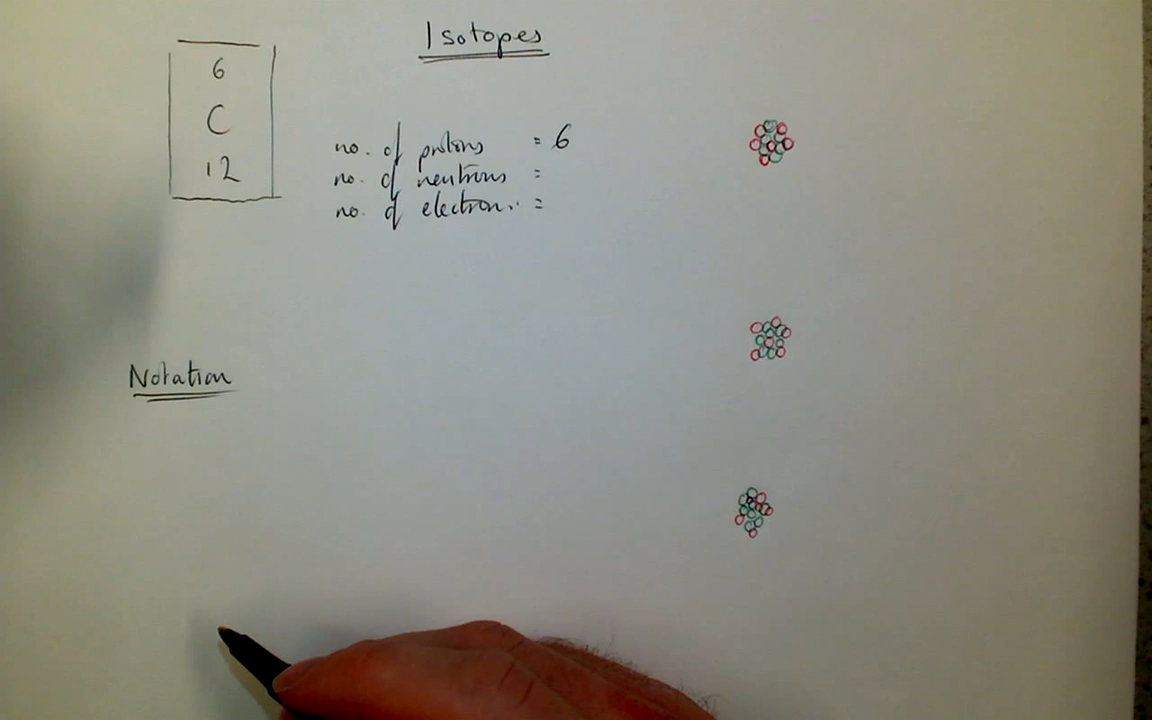 Isotopes
6
C
12
no. of protons = 6
no. of neutrons =
no. of electrons =
Notation